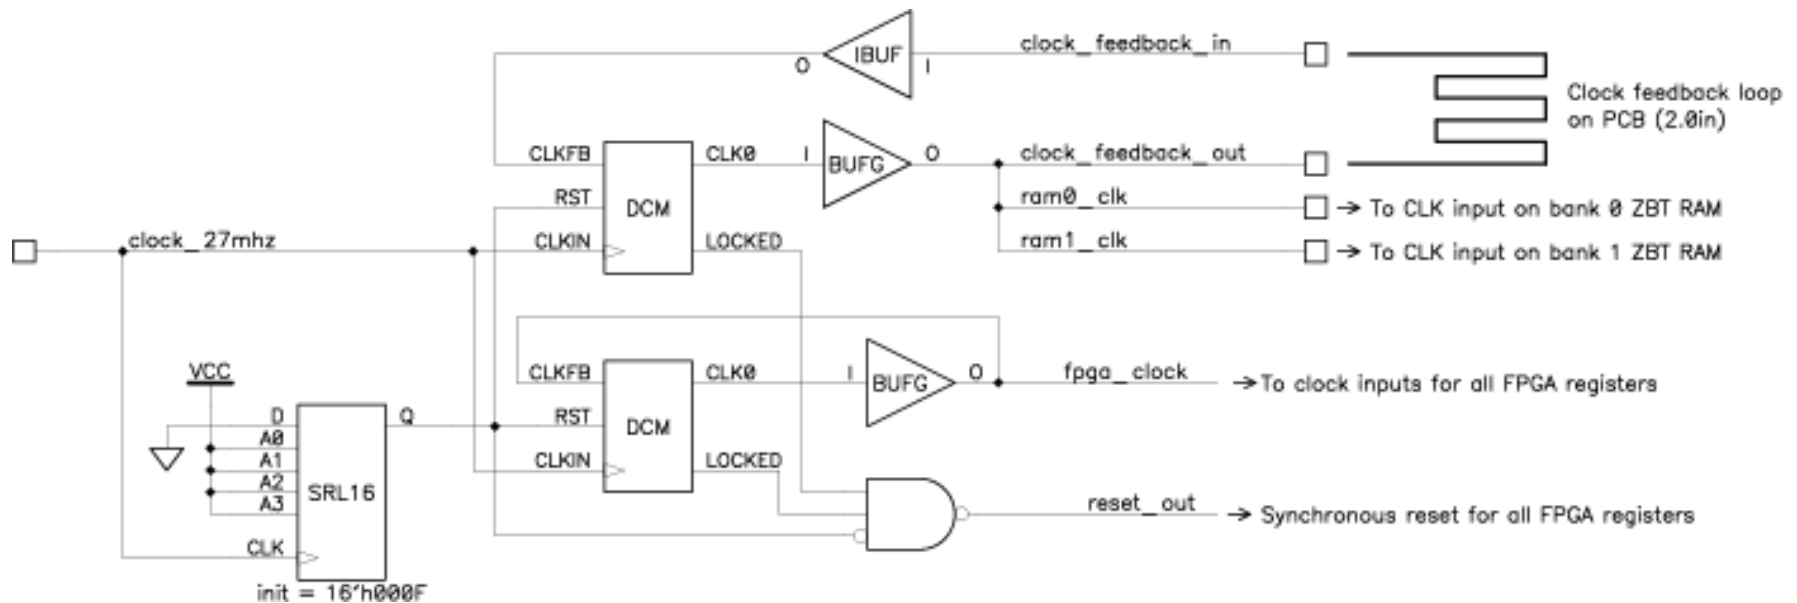 IBUF
O
I
clock_feedback_in
Clock feedback loop
on PCB (2.0in)
CLKFB
CLK0
I
BUFG
O
clock_feedback_out
RST
DCM
ram0_clk
To CLK input on bank 0 ZBT RAM
clock_27mhz
CLKIN
LOCKED
ram1_clk
To CLK input on bank 1 ZBT RAM
VCC
CLKFB
CLK0
I
BUFG
O
fpga_clock
To clock inputs for all FPGA registers
D
Q
RST
DCM
A0
A1
CLKIN
LOCKED
A2
SRL16
A3
reset_out
Synchronous reset for all FPGA registers
CLK
init = 16'h000F